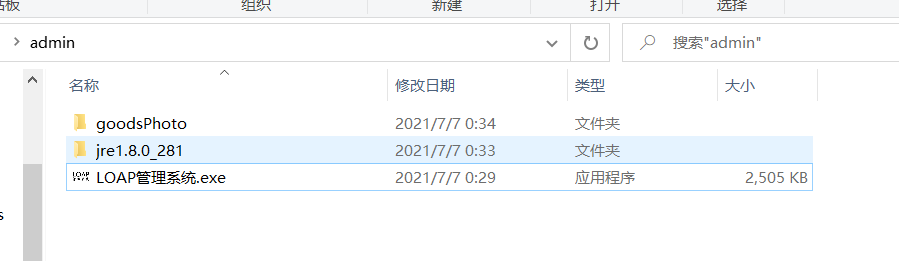 组织 新建 打开 选择
admin 搜索"admin"
名称 修改日期 类型 大小
goodsPhoto 2021/7/7 0:34 文件夹
jre1.8.0_281 2021/7/7 0:33 文件夹
LOAP管理系统.exe 2021/7/7 0:29 应用程序 2,505 KB
s